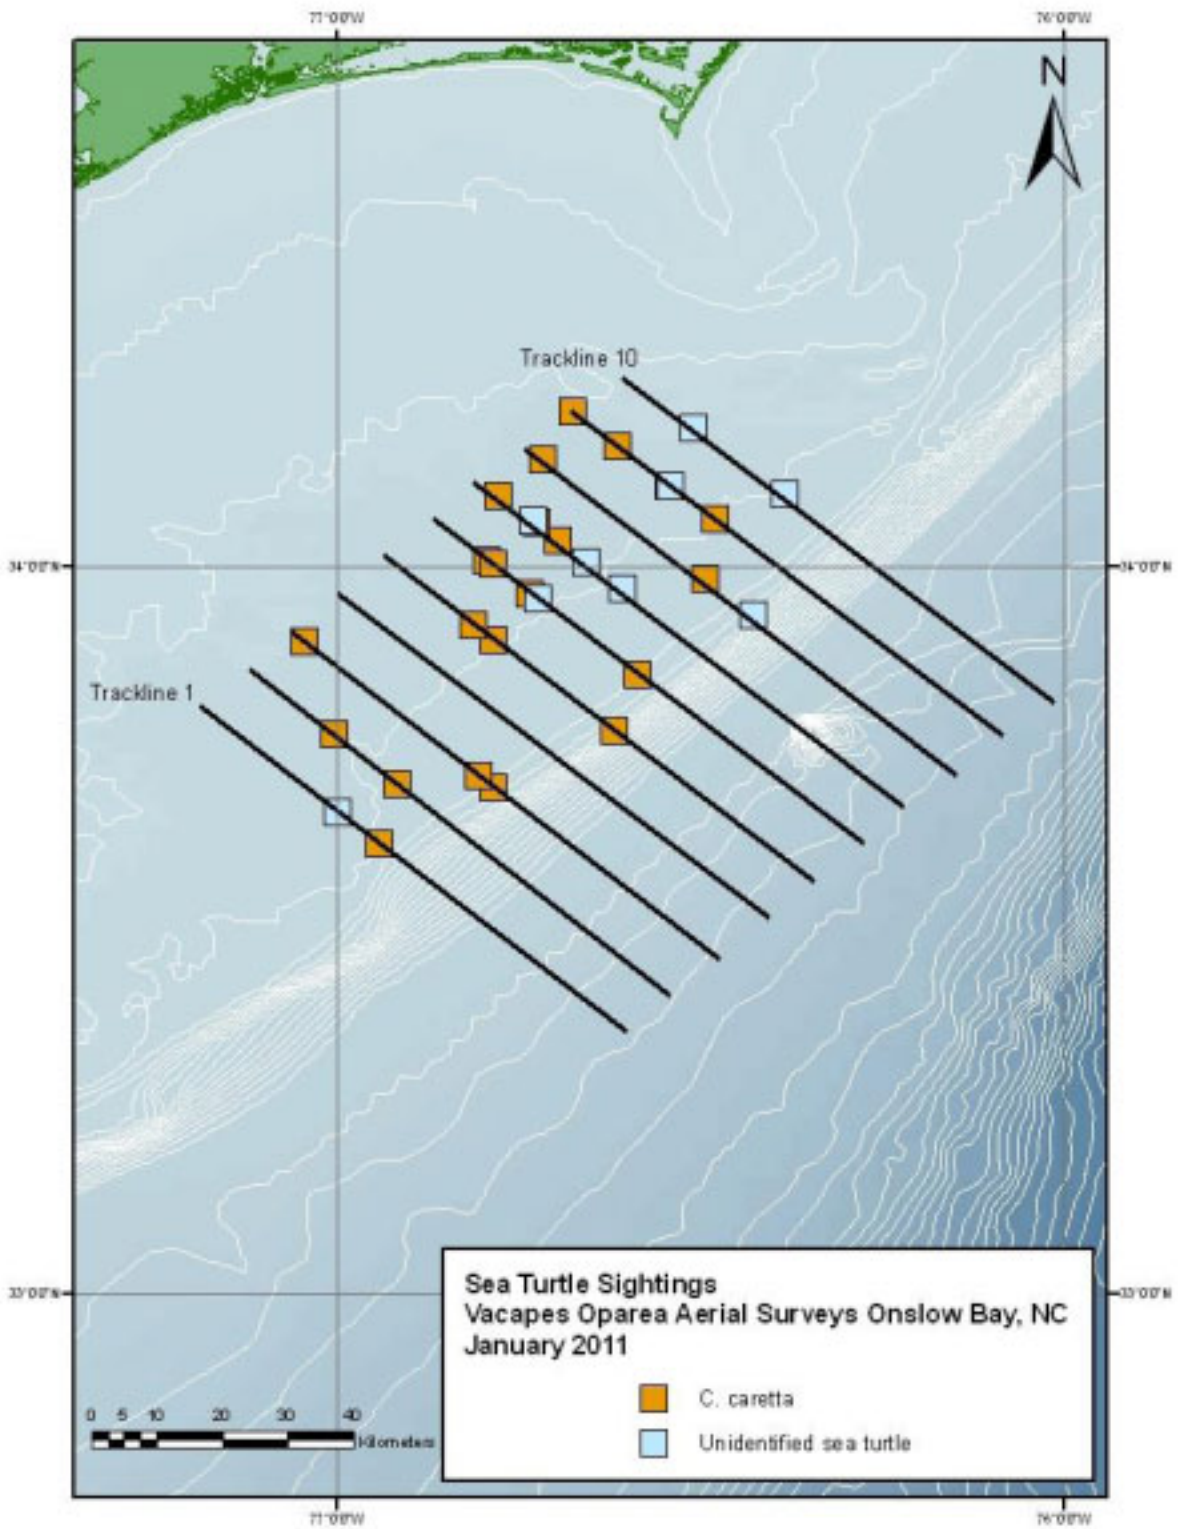 77°0'0"W 76°0'0"W
N
Trackline 10
34°0'0"N 34°0'0"N
Trackline 1
33°0'0"N 33°0'0"N
Sea Turtle Sightings
Vacapes Oparea Aerial Surveys Onslow Bay, NC
January 2011
C. caretta
Unidentified sea turtle
0 5 10 20 30 40
Kilometers
77°0'0"W 76°0'0"W